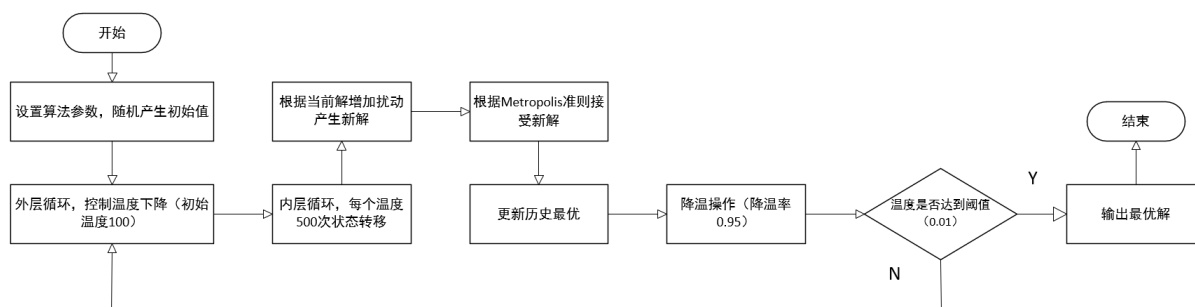 开始
设置算法参数，随机产生初始值
外层循环，控制温度下降（初始
温度100）
内层循环，每个温度
500次状态转移
根据当前解增加扰动
产生新解
根据Metropolis准则接
受新解
更新历史最优
降温操作（降温率
0.95）
温度是否达到阈值
（0.01）
Y
N
输出最优解
结束